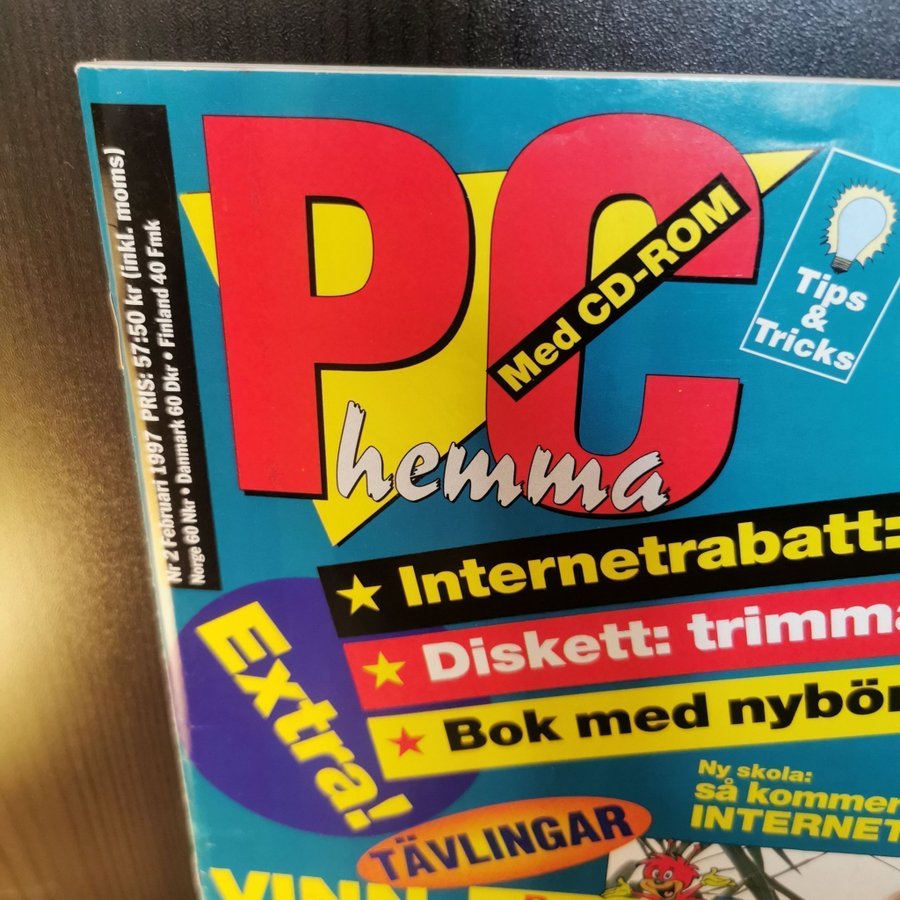 Nr 2 Februari 1997 PRIS: 57:50 kr (inkl. moms)
Norge 60 Nkr • Danmark 60 Dkr • Finland 40 Fmk
PC
Med CD-ROM
hemma
Tips
&
Tricks
Internetrabatt:
Diskett: trimma
Bok med nybör
Extra!
Ny skola:
så kommer
INTERNET
TÄVLINGAR
VINN